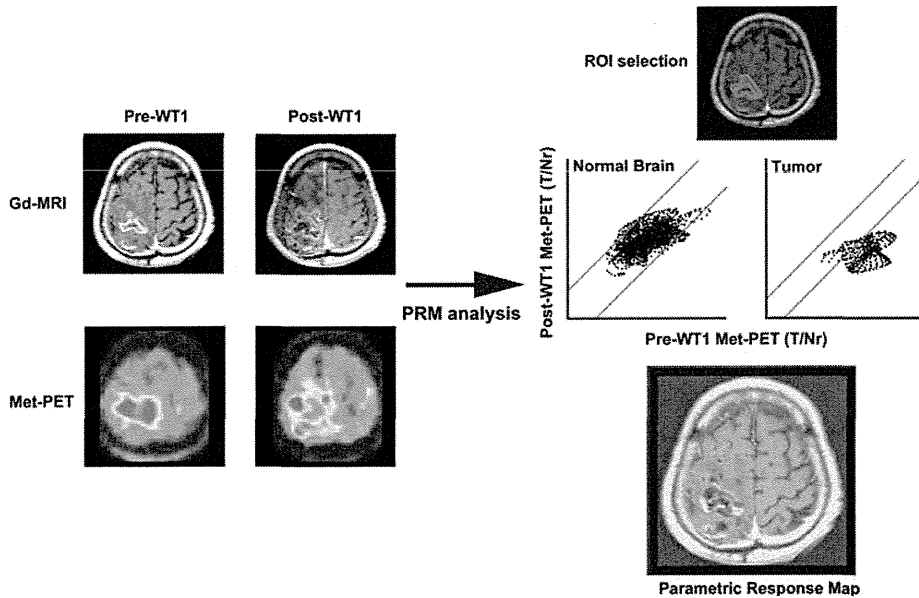 Pre-WT1
Post-WT1
Gd-MRI
Met-PET
PRM analysis
ROI selection
Normal Brain
Tumor
Post-WT1 Met-PET (T/Nr)
Pre-WT1 Met-PET (T/Nr)
Parametric Response Map